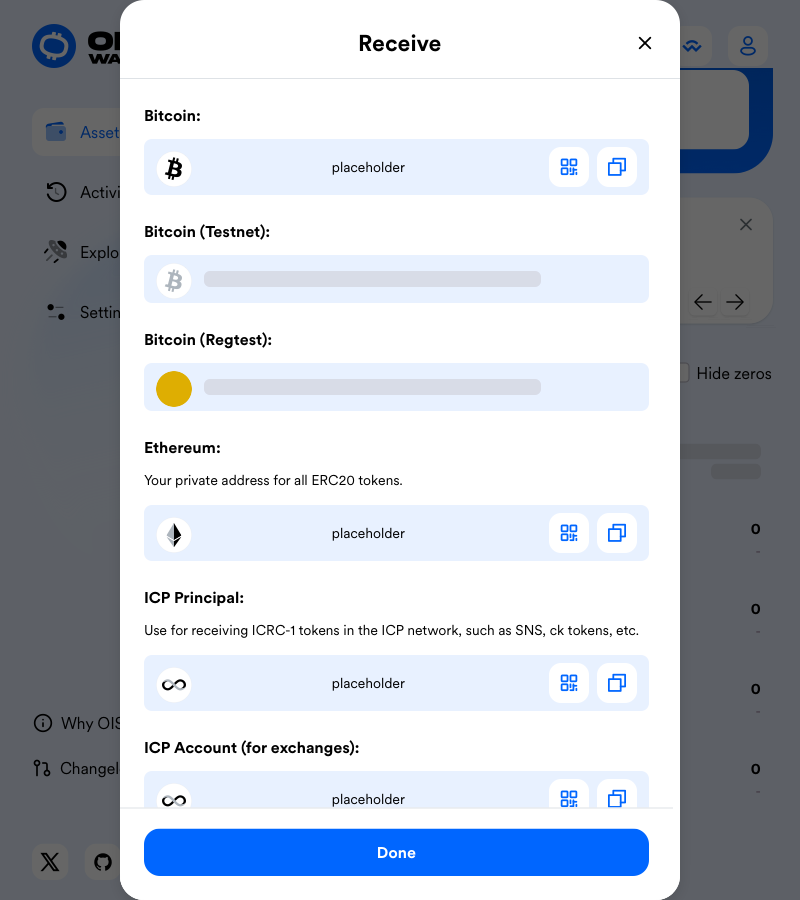 Receive
Bitcoin:
placeholder
Bitcoin (Testnet):
Bitcoin (Regtest):
Ethereum:
Your private address for all ERC20 tokens.
placeholder
ICP Principal:
Use for receiving ICRC-1 tokens in the ICP network, such as SNS, ck tokens, etc.
placeholder
ICP Account (for exchanges):
placeholder
Done
OI
WA
Asset
Activi
Explo
Settin
Why OIS
Changel
Hide zeros
0
-
0
-
0
-
0
-